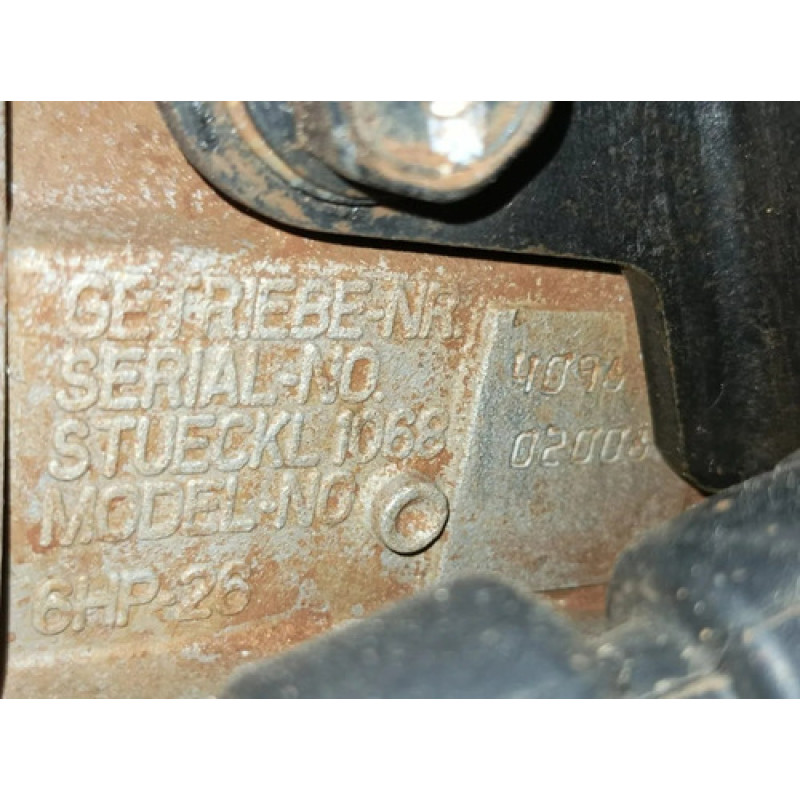 GETRIEBE-NR.
SERIAL-NO.
STUECKL 1068
MODEL-NO
6HP-26